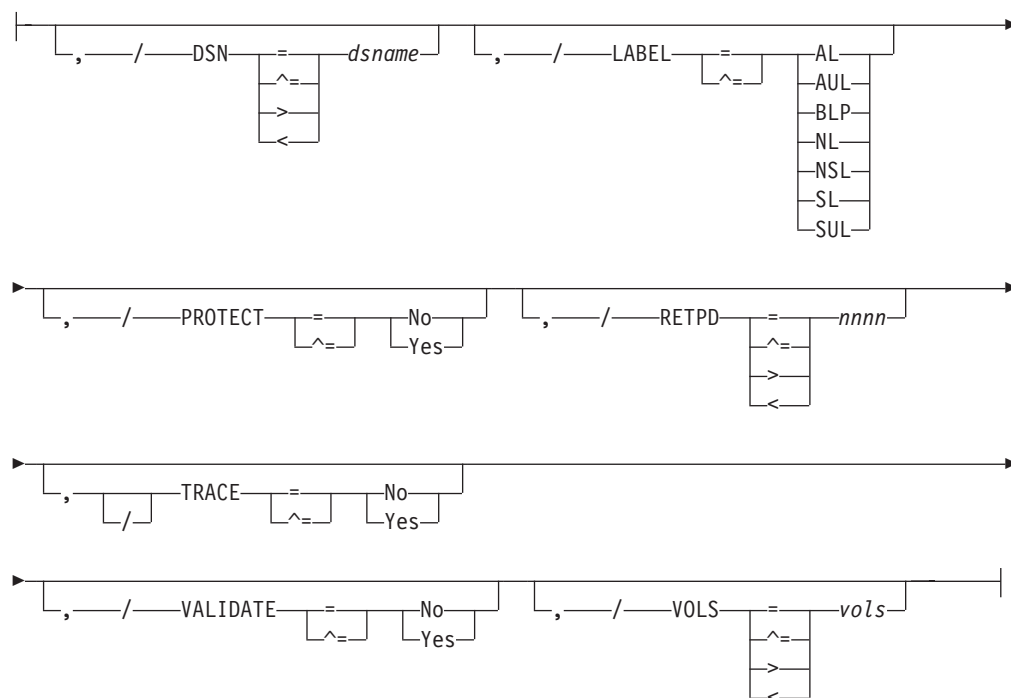 , / DSN = dsname , / LABEL = AL
^= ^= AUL
> BLP
< NL
NSL
SL
SUL
, / PROTECT = No , / RETPD = nnnn
^= Yes ^=
>
<
, TRACE = No
/ ^= Yes
, / VALIDATE = No , / VOLS = vols
^= Yes ^=
>
<